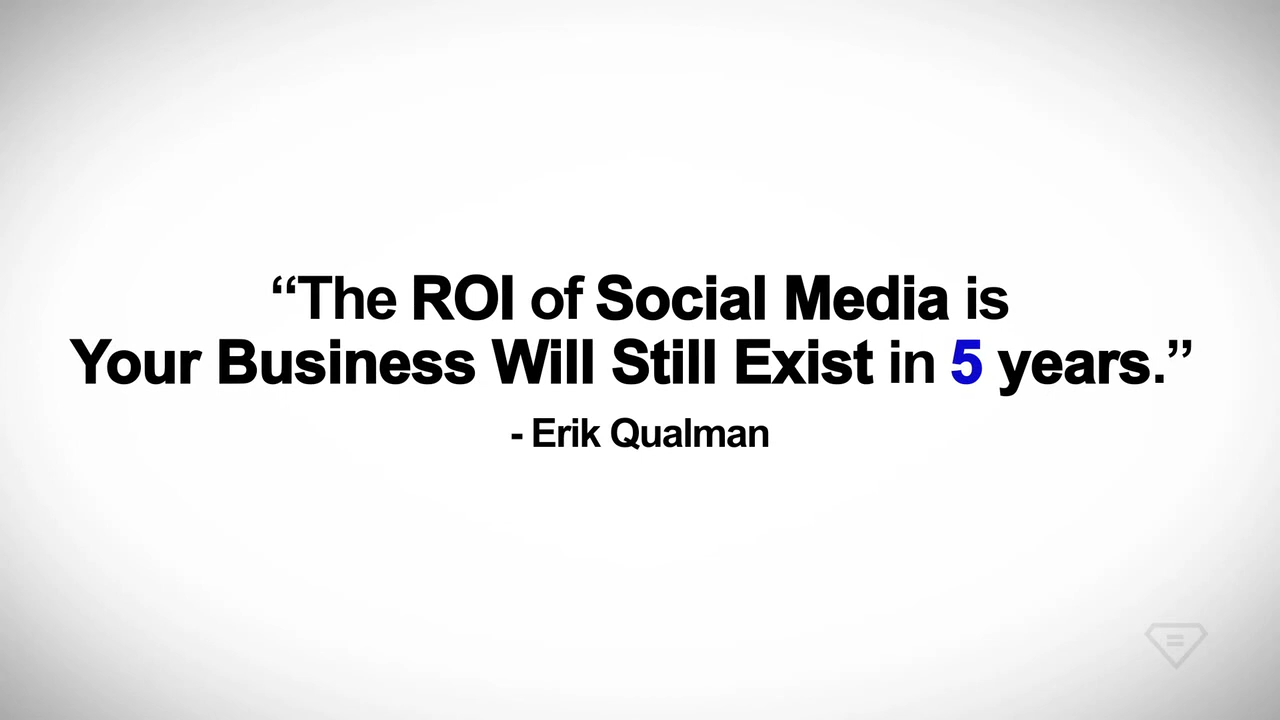 “The ROI of Social Media is
Your Business Will Still Exist in 5 years.”
- Erik Qualman